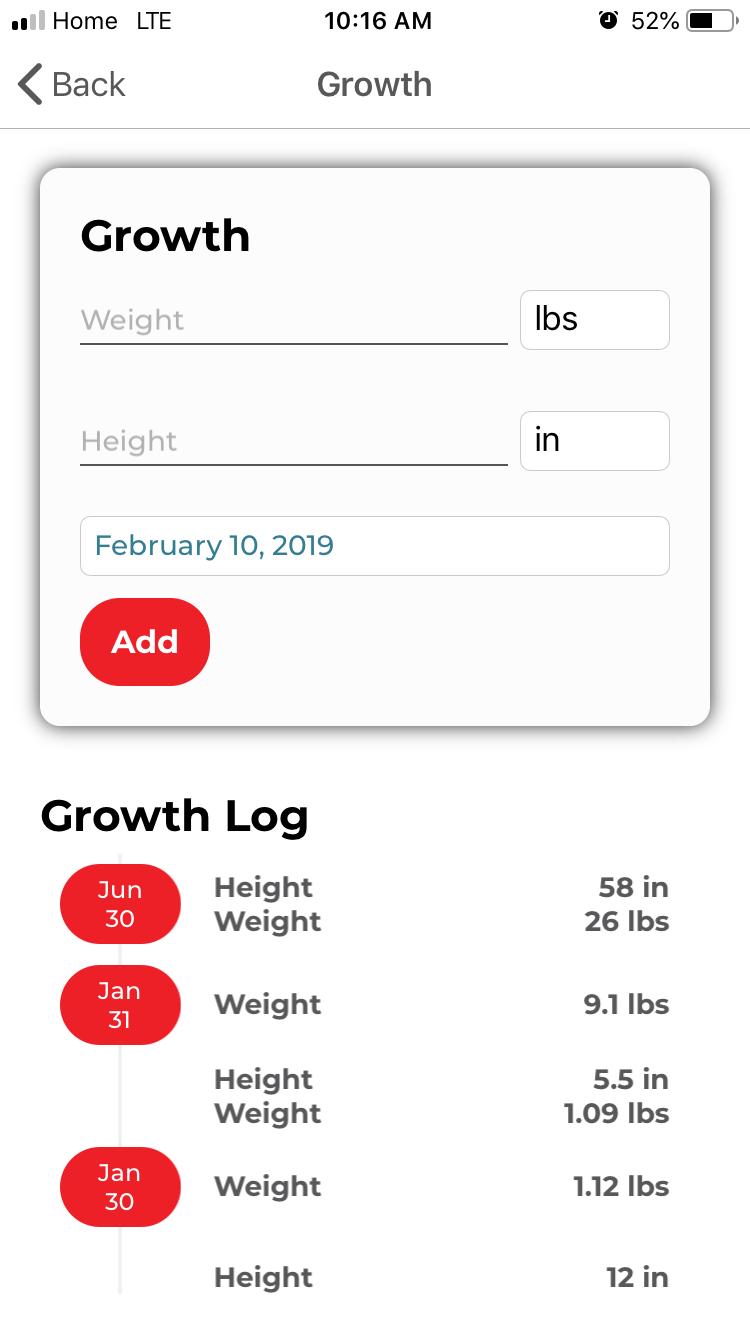 Home LTE 10:16 AM 52%
Back Growth
Growth
Weight lbs
Height in
February 10, 2019
Add
Growth Log
Jun
30
Height 58 in
Weight 26 lbs
Jan
31
Weight 9.1 lbs
Height 5.5 in
Weight 1.09 lbs
Jan
30
Weight 1.12 lbs
Height 12 in